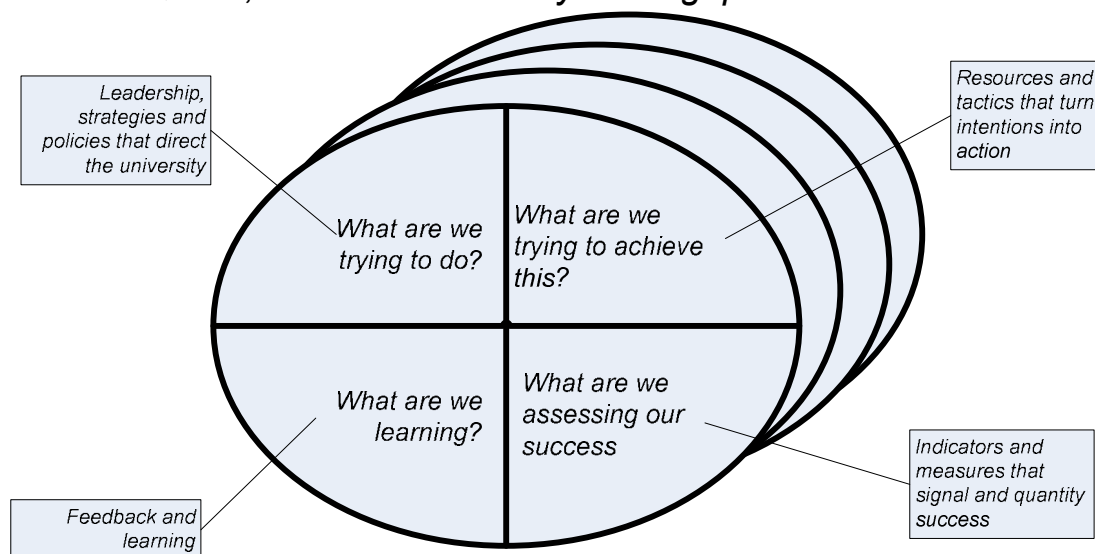 Leadership,
strategies and
policies that direct
the university
Resources and
tactics that turn
intentions into
action
What are we
trying to do?
What are we
trying to achieve
this?
What are we
learning?
What are we
assessing our
success
Feedback and
learning
Indicators and
measures that
signal and quantity
success